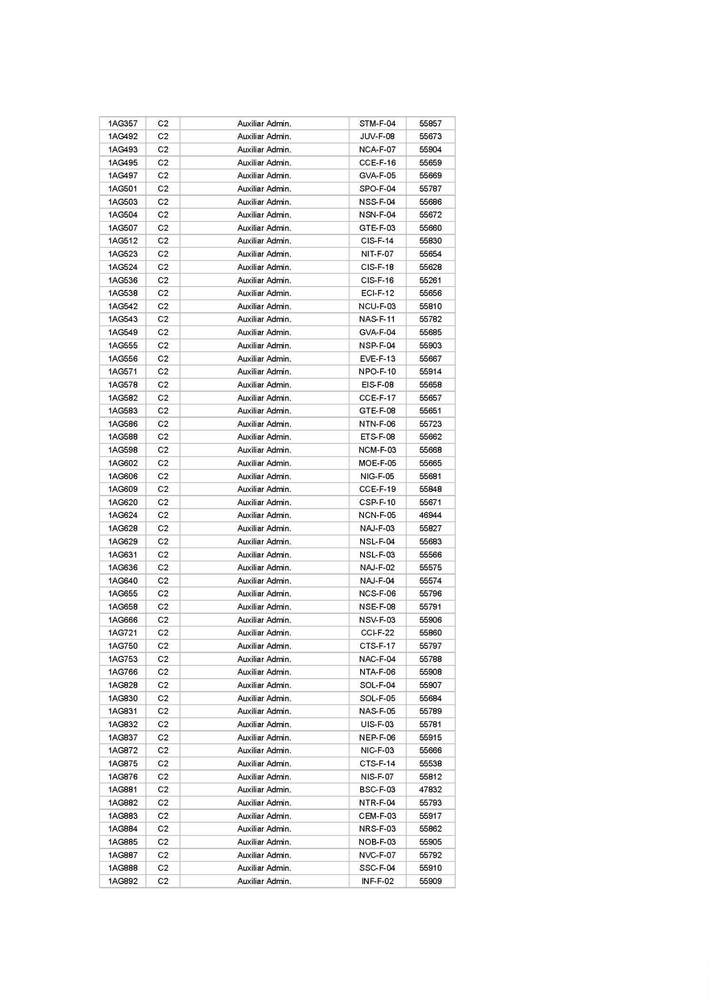 1AG357 C2 Auxiliar Admin. STM-F-04 55857
1AG492 C2 Auxiliar Admin. JUV-F-08 55673
1AG493 C2 Auxiliar Admin. NCA-F-07 55904
1AG495 C2 Auxiliar Admin. CCE-F-16 55659
1AG497 C2 Auxiliar Admin. GVA-F-05 55669
1AG501 C2 Auxiliar Admin. SPO-F-04 55787
1AG503 C2 Auxiliar Admin. NSS-F-04 55686
1AG504 C2 Auxiliar Admin. NSN-F-04 55672
1AG507 C2 Auxiliar Admin. GTE-F-03 55660
1AG512 C2 Auxiliar Admin. CIS-F-14 55830
1AG523 C2 Auxiliar Admin. NIT-F-07 55654
1AG524 C2 Auxiliar Admin. CIS-F-18 55628
1AG536 C2 Auxiliar Admin. CIS-F-16 55261
1AG538 C2 Auxiliar Admin. ECI-F-12 55656
1AG542 C2 Auxiliar Admin. NCU-F-03 55810
1AG543 C2 Auxiliar Admin. NAS-F-11 55782
1AG549 C2 Auxiliar Admin. GVA-F-04 55685
1AG555 C2 Auxiliar Admin. NSP-F-04 55903
1AG556 C2 Auxiliar Admin. EVE-F-13 55667
1AG571 C2 Auxiliar Admin. NPO-F-10 55914
1AG578 C2 Auxiliar Admin. EIS-F-08 55658
1AG582 C2 Auxiliar Admin. CCE-F-17 55657
1AG583 C2 Auxiliar Admin. GTE-F-08 55651
1AG586 C2 Auxiliar Admin. NTN-F-06 55723
1AG588 C2 Auxiliar Admin. ETS-F-08 55662
1AG598 C2 Auxiliar Admin. NCM-F-03 55668
1AG602 C2 Auxiliar Admin. MOE-F-05 55665
1AG606 C2 Auxiliar Admin. NIG-F-05 55681
1AG609 C2 Auxiliar Admin. CCE-F-19 55848
1AG620 C2 Auxiliar Admin. CSP-F-10 55671
1AG624 C2 Auxiliar Admin. NCN-F-05 46944
1AG628 C2 Auxiliar Admin. NAJ-F-03 55827
1AG629 C2 Auxiliar Admin. NSL-F-04 55683
1AG631 C2 Auxiliar Admin. NSL-F-03 55566
1AG636 C2 Auxiliar Admin. NAJ-F-02 55575
1AG640 C2 Auxiliar Admin. NAJ-F-04 55574
1AG655 C2 Auxiliar Admin. NCS-F-06 55796
1AG658 C2 Auxiliar Admin. NSE-F-08 55791
1AG666 C2 Auxiliar Admin. NSV-F-03 55906
1AG721 C2 Auxiliar Admin. CCI-F-22 55860
1AG750 C2 Auxiliar Admin. CTS-F-17 55797
1AG753 C2 Auxiliar Admin. NAC-F-04 55788
1AG766 C2 Auxiliar Admin. NTA-F-06 55908
1AG828 C2 Auxiliar Admin. SOL-F-04 55907
1AG830 C2 Auxiliar Admin. SOL-F-05 55684
1AG831 C2 Auxiliar Admin. NAS-F-05 55789
1AG832 C2 Auxiliar Admin. UIS-F-03 55781
1AG837 C2 Auxiliar Admin. NEP-F-06 55915
1AG872 C2 Auxiliar Admin. NIC-F-03 55666
1AG875 C2 Auxiliar Admin. CTS-F-14 55538
1AG876 C2 Auxiliar Admin. NIS-F-07 55812
1AG881 C2 Auxiliar Admin. BSC-F-03 47832
1AG882 C2 Auxiliar Admin. NTR-F-04 55793
1AG883 C2 Auxiliar Admin. CEM-F-03 55917
1AG884 C2 Auxiliar Admin. NRS-F-03 55862
1AG885 C2 Auxiliar Admin. NOB-F-03 55905
1AG887 C2 Auxiliar Admin. NVC-F-07 55792
1AG888 C2 Auxiliar Admin. SSC-F-04 55910
1AG892 C2 Auxiliar Admin. INF-F-02 55909